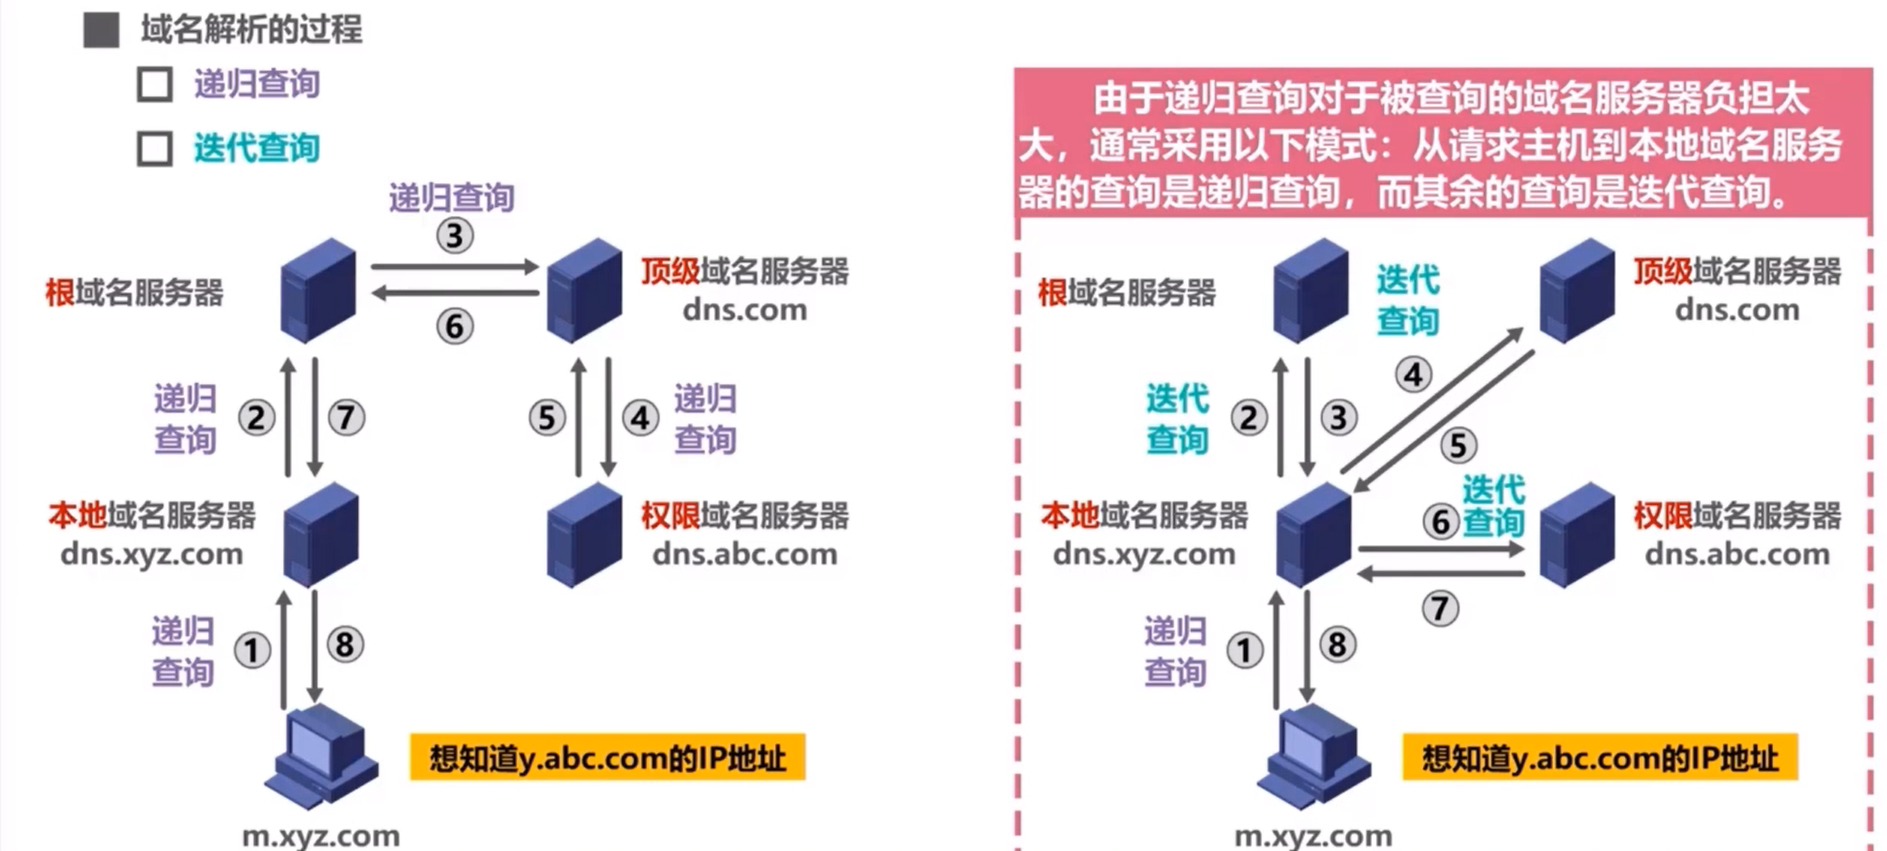 域名解析的过程
递归查询
迭代查询
递归查询
③
根域名服务器
顶级域名服务器
dns.com
⑥
递归
查询
②
⑦
⑤
④
递归
查询
本地域名服务器
dns.xyz.com
权限域名服务器
dns.abc.com
递归
查询
①
⑧
想知道y.abc.com的IP地址
m.xyz.com
由于递归查询对于被查询的域名服务器负担太
大，通常采用以下模式：从请求主机到本地域名服务
器的查询是递归查询，而其余的查询是迭代查询。
根域名服务器
迭代
查询
顶级域名服务器
dns.com
④
迭代
查询
②
③
⑤
本地域名服务器
dns.xyz.com
⑥
迭代
查询
权限域名服务器
dns.abc.com
⑦
递归
查询
①
⑧
想知道y.abc.com的IP地址
m.xyz.com